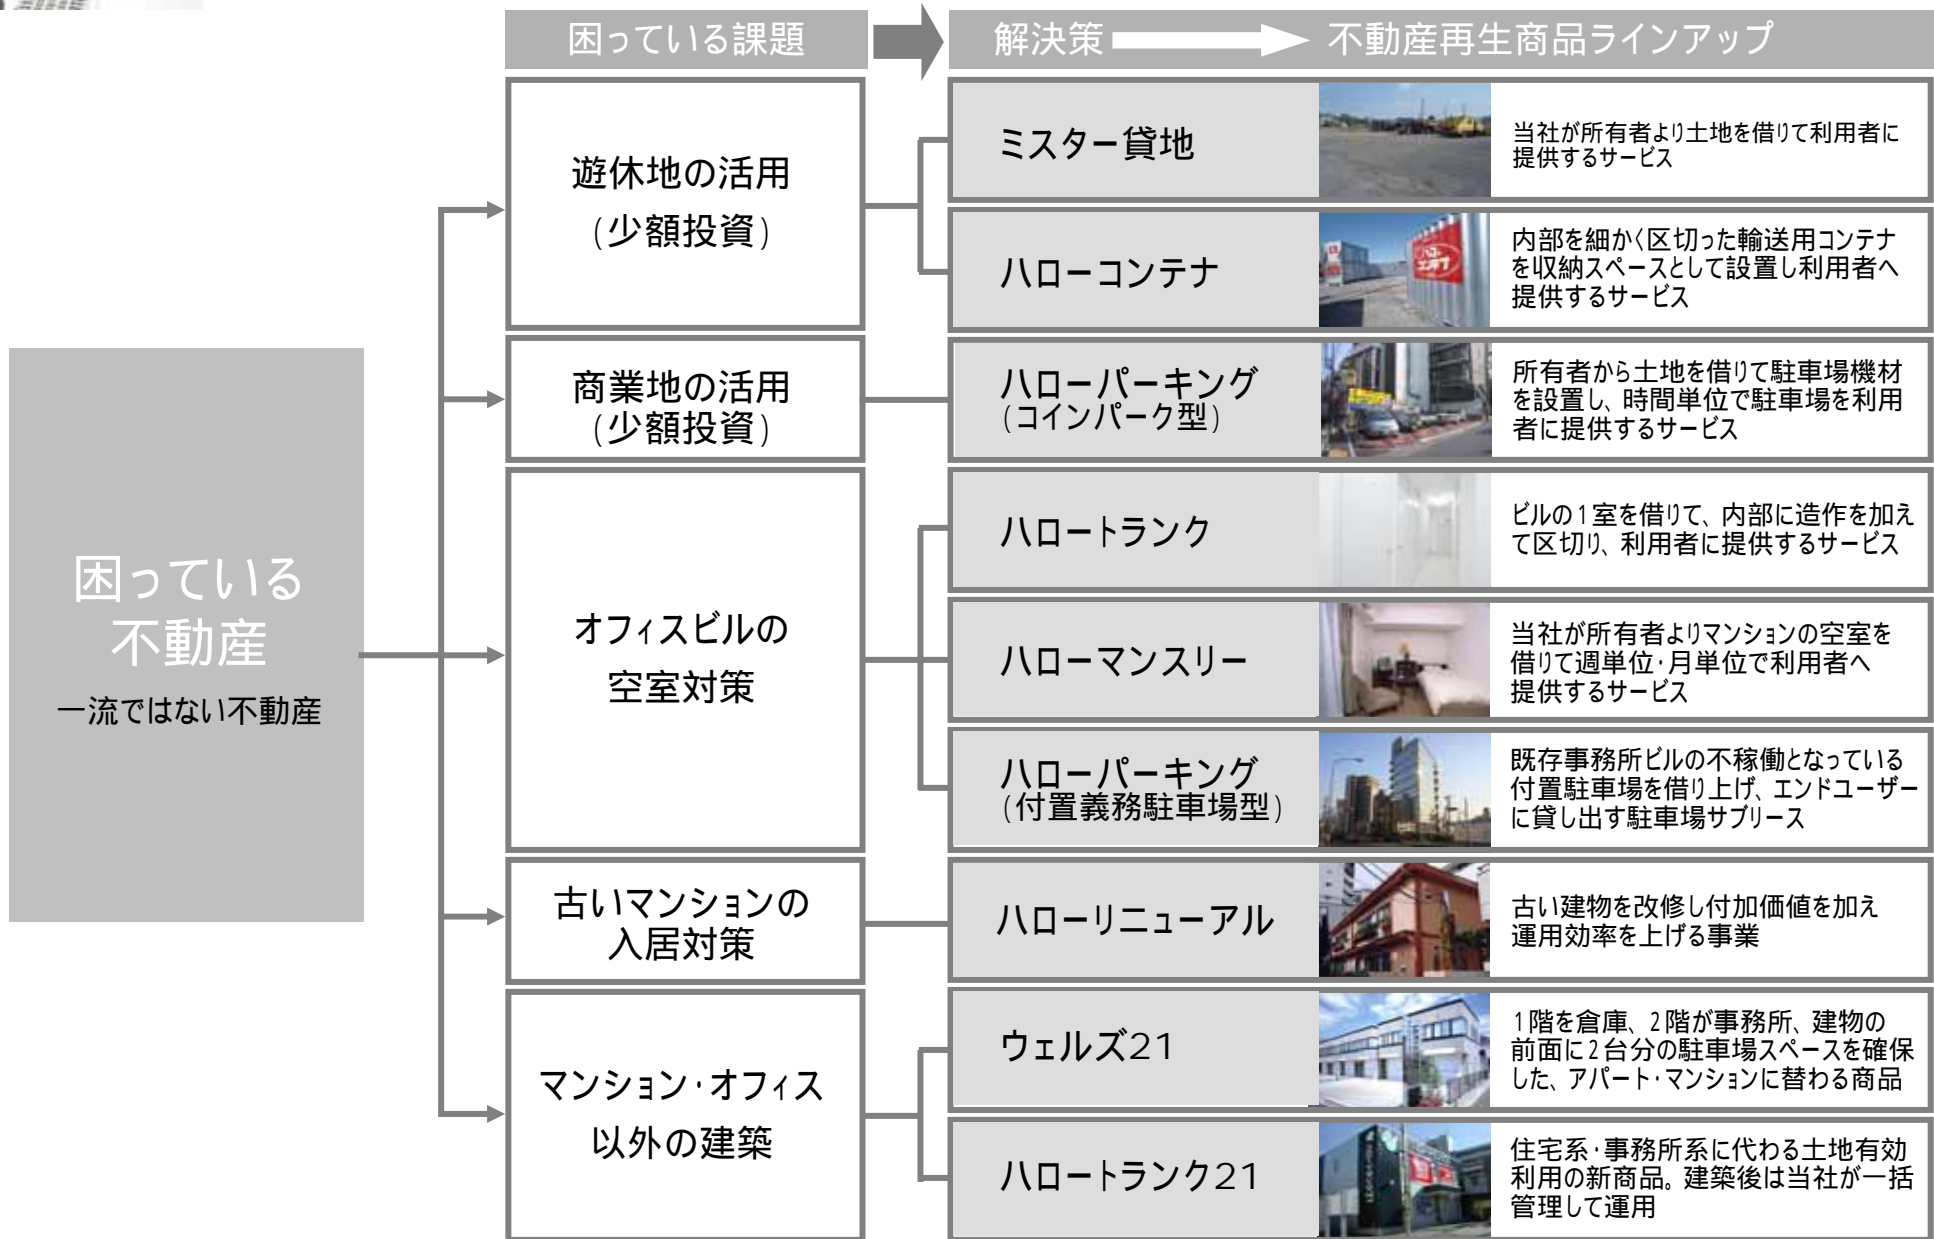 困っている課題
解決策
不動産再生商品ラインアップ
困っている
不動産
一流ではない不動産
遊休地の活用
(少額投資)
ミスター貸地
当社が所有者より土地を借りて利用者に
提供するサービス
ハローコンテナ
内部を細かく区切った輸送用コンテナ
を収納スペースとして設置し利用者へ
提供するサービス
商業地の活用
(少額投資)
ハローパーキング
(コインパーク型)
所有者から土地を借りて駐車場機材
を設置し、時間単位で駐車場を利用
者に提供するサービス
オフィスビルの
空室対策
ハロートランク
ビルの1室を借りて、内部に造作を加え
て区切り、利用者に提供するサービス
ハローマンスリー
当社が所有者よりマンションの空室を
借りて週単位・月単位で利用者へ
提供するサービス
ハローパーキング
(付置義務駐車場型)
既存事務所ビルの不稼働となっている
付置駐車場を借り上げ、エンドユーザー
に貸し出す駐車場サブリース
古いマンションの
入居対策
ハローリニューアル
古い建物を改修し付加価値を加え
運用効率を上げる事業
マンション・オフィス
以外の建築
ウェルズ21
1階を倉庫、2階が事務所、建物の
前面に2台分の駐車場スペースを確保
した、アパート・マンションに替わる商品
ハロートランク21
住宅系・事務所系に代わる土地有効
利用の新商品。建築後は当社が一括
管理して運用